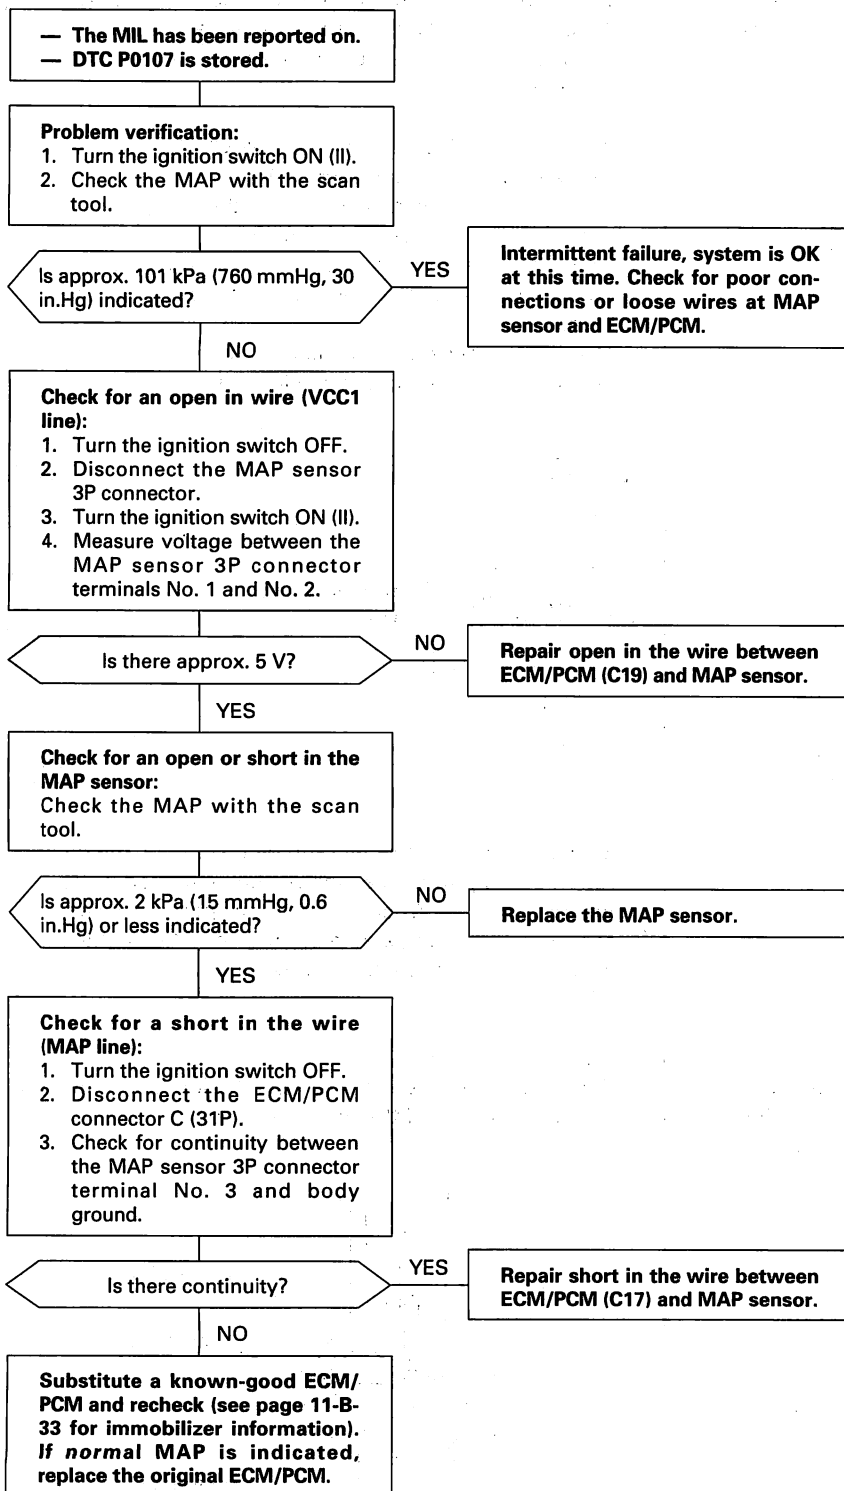 — The MIL has been reported on.
— DTC P0107 is stored.
Problem verification:
1. Turn the ignition switch ON (II).
2. Check the MAP with the scan
tool.
Is approx. 101 kPa (760 mmHg, 30
in.Hg) indicated?
YES
Intermittent failure, system is OK
at this time. Check for poor con-
nections or loose wires at MAP
sensor and ECM/PCM.
NO
Check for an open in wire (VCC1
line):
1. Turn the ignition switch OFF.
2. Disconnect the MAP sensor
3P connector.
3. Turn the ignition switch ON (II).
4. Measure voltage between the
MAP sensor 3P connector
terminals No. 1 and No. 2.
Is there approx. 5 V?
NO
Repair open in the wire between
ECM/PCM (C19) and MAP sensor.
YES
Check for an open or short in the
MAP sensor:
Check the MAP with the scan
tool.
Is approx. 2 kPa (15 mmHg, 0.6
in.Hg) or less indicated?
NO
Replace the MAP sensor.
YES
Check for a short in the wire
(MAP line):
1. Turn the ignition switch OFF.
2. Disconnect the ECM/PCM
connector C (31P).
3. Check for continuity between
the MAP sensor 3P connector
terminal No. 3 and body
ground.
Is there continuity?
YES
Repair short in the wire between
ECM/PCM (C17) and MAP sensor.
NO
Substitute a known-good ECM/
PCM and recheck (see page 11-B-
33 for immobilizer information).
If normal MAP is indicated,
replace the original ECM/PCM.